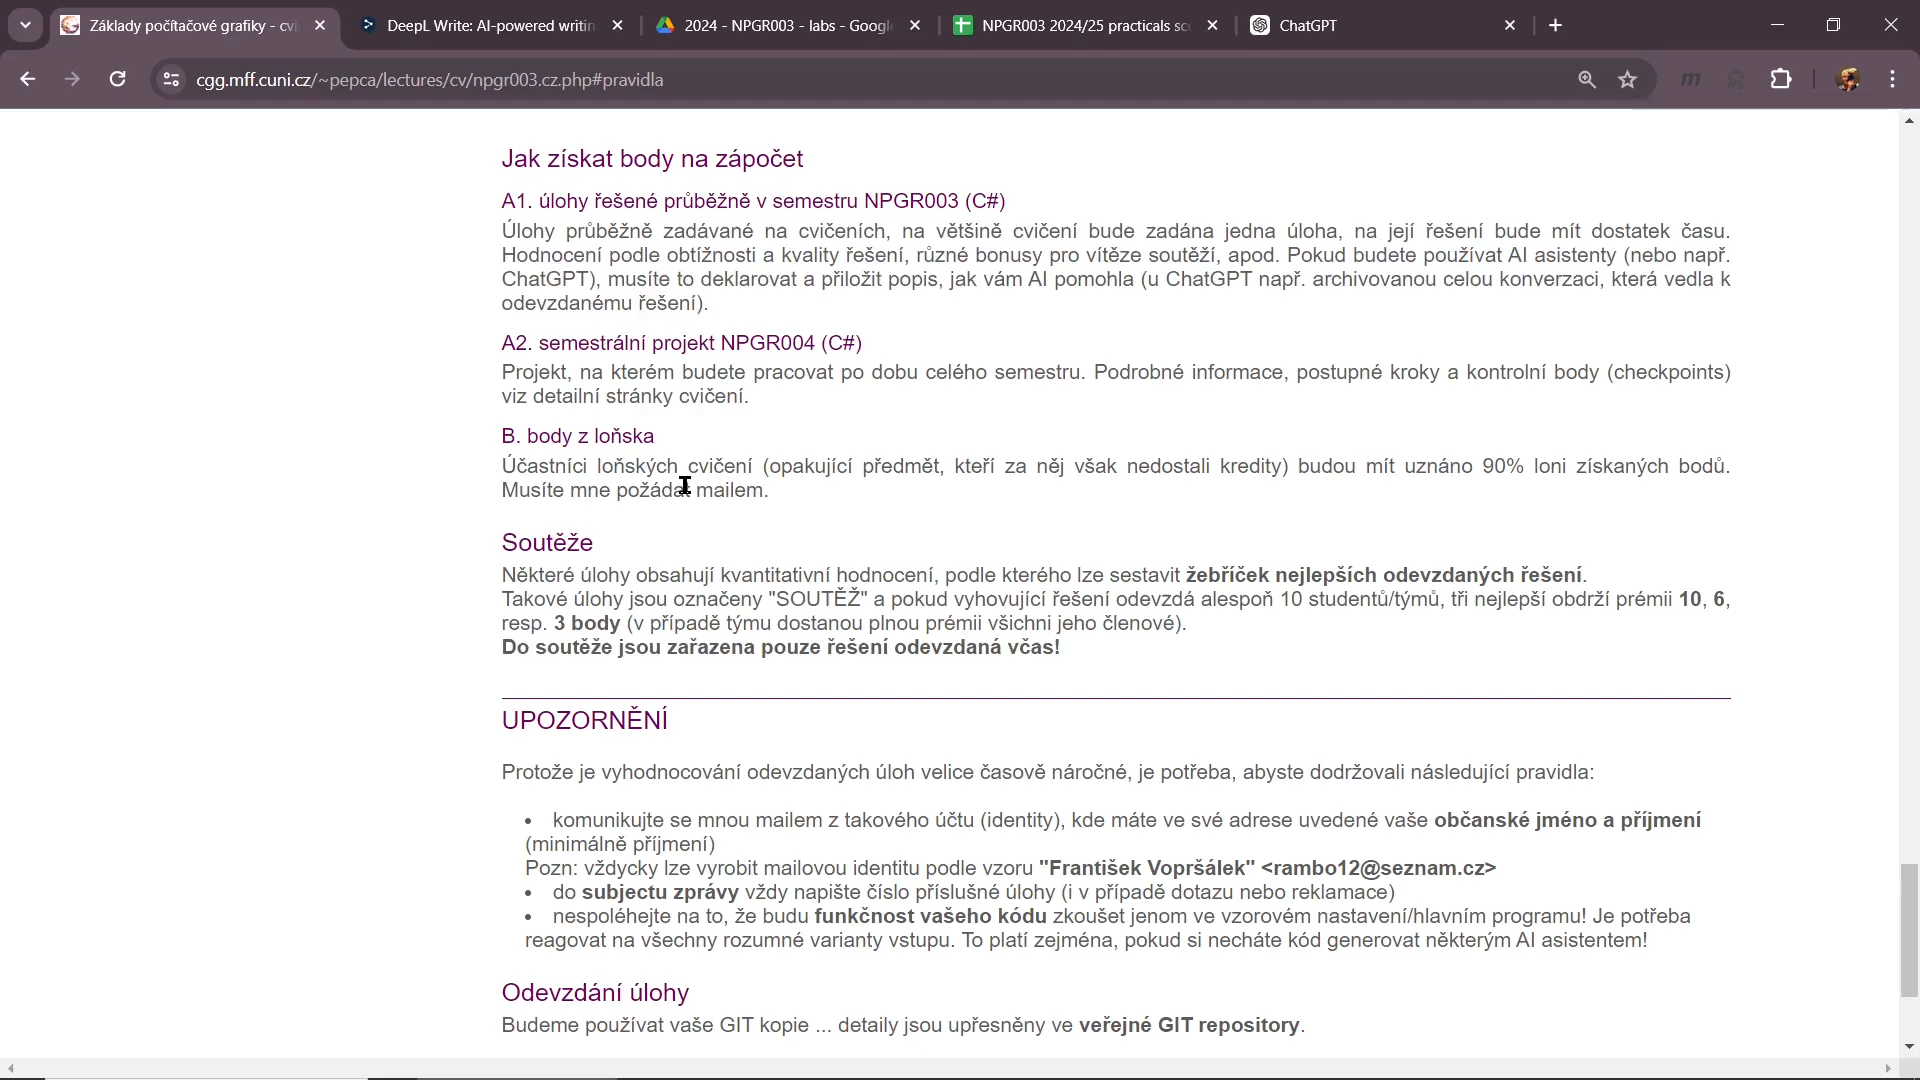 Základy počítačové grafiky - cvi
DeepL Write: AI-powered writin
2024 - NPGR003 - labs - Googl
NPGR003 2024/25 practicals sc
ChatGPT
cgg.mff.cuni.cz/~pepca/lectures/cv/npgr003.cz.php#pravidla
Jak získat body na zápočet
A1. úlohy řešené průběžně v semestru NPGR003 (C#)
Úlohy průběžně zadávané na cvičeních, na většině cvičení bude zadána jedna úloha, na její řešení bude mít dostatek času.
Hodnocení podle obtížnosti a kvality řešení, různé bonusy pro vítěze soutěží, apod. Pokud budete používat AI asistenty (nebo např.
ChatGPT), musíte to deklarovat a přiložit popis, jak vám AI pomohla (u ChatGPT např. archivovanou celou konverzaci, která vedla k
odevzdanému řešení).
A2. semestrální projekt NPGR004 (C#)
Projekt, na kterém budete pracovat po dobu celého semestru. Podrobné informace, postupné kroky a kontrolní body (checkpoints)
viz detailní stránky cvičení.
B. body z loňska
Účastníci loňských cvičení (opakující předmět, kteří za něj však nedostali kredity) budou mít uznáno 90% loni získaných bodů.
Musíte mne požádat mailem.
Soutěže
Některé úlohy obsahují kvantitativní hodnocení, podle kterého lze sestavit žebříček nejlepších odevzdaných řešení.
Takové úlohy jsou označeny "SOUTĚŽ" a pokud vyhovující řešení odevzdá alespoň 10 studentů/týmů, tři nejlepší obdrží prémii 10, 6,
resp. 3 body (v případě týmu dostanou plnou prémii všichni jeho členové).
Do soutěže jsou zařazena pouze řešení odevzdaná včas!
UPOZORNĚNÍ
Protože je vyhodnocování odevzdaných úloh velice časově náročné, je potřeba, abyste dodržovali následující pravidla:
• komunikujte se mnou mailem z takového účtu (identity), kde máte ve své adrese uvedené vaše občanské jméno a příjmení
(minimálně příjmení)
Pozn: vždycky lze vyrobit mailovou identitu podle vzoru "František Vopršálek" <rambo12@seznam.cz>
• do subjectu zprávy vždy napište číslo příslušné úlohy (i v případě dotazu nebo reklamace)
• nespoléhejte na to, že budu funkčnost vašeho kódu zkoušet jenom ve vzorovém nastavení/hlavním programu! Je potřeba
reagovat na všechny rozumné varianty vstupu. To platí zejména, pokud si necháte kód generovat některým AI asistentem!
Odevzdání úlohy
Budeme používat vaše GIT kopie ... detaily jsou upřesněny ve veřejné GIT repository.